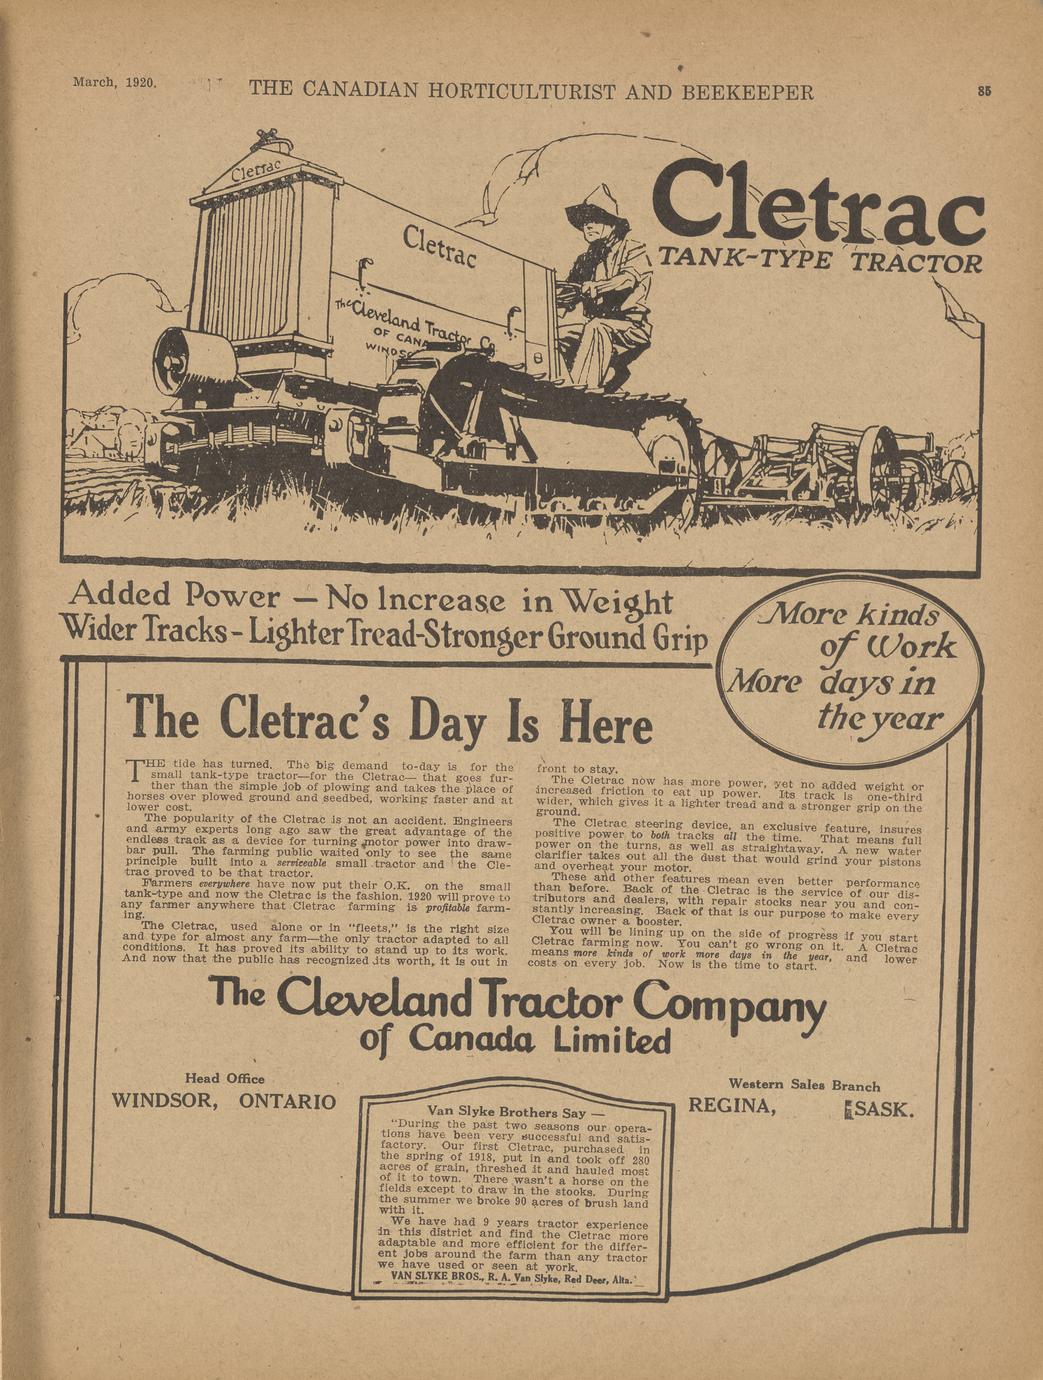 March, 1920.
THE CANADIAN HORTICULTURIST AND BEEKEEPER
85
Cletrac
Cletrac
The Cleveland Tractor Co
OF CANA
WINDSO
Cletrac
TANK-TYPE TRACTOR
Added Power — No Increase in Weight
Wider Tracks - Lighter Tread - Stronger Ground Grip
More kinds
of Work
More days in
the year
The Cletrac's Day Is Here
THE tide has turned. The big demand to-day is for the
small tank-type tractor—for the Cletrac— that goes fur-
ther than the simple job of plowing and takes the place of
horses over plowed ground and seedbed, working faster and at
lower cost.
The popularity of the Cletrac is not an accident. Engineers
and army experts long ago saw the great advantage of the
endless track as a device for turning motor power into draw-
bar pull. The farming public waited only to see the same
principle built into a serviceable small tractor and the Cle-
trac proved to be that tractor.
Farmers everywhere have now put their O.K. on the small
tank-type and now the Cletrac is the fashion. 1920 will prove to
any farmer anywhere that Cletrac farming is profitable farm-
ing.
The Cletrac, used alone or in "fleets," is the right size
and type for almost any farm—the only tractor adapted to all
conditions. It has proved its ability to stand up to its work.
And now that the public has recognized its worth, it is out in
front to stay.
The Cletrac now has more power, yet no added weight or
increased friction to eat up power. Its track is one-third
wider, which gives it a lighter tread and a stronger grip on the
ground.
The Cletrac steering device, an exclusive feature, insures
positive power to both tracks all the time. That means full
power on the turns, as well as straightaway. A new water
clarifier takes out all the dust that would grind your pistons
and overheat your motor.
These and other features mean even better performance
than before. Back of the Cletrac is the service of our dis-
tributors and dealers, with repair stocks near you and con-
stantly increasing. Back of that is our purpose to make every
Cletrac owner a booster.
You will be lining up on the side of progress if you start
Cletrac farming now. You can't go wrong on it. A Cletrac
means more kinds of work more days in the year, and lower
costs on every job. Now is the time to start.
The Cleveland Tractor Company
of Canada Limited
Head Office
WINDSOR, ONTARIO
Western Sales Branch
REGINA, SASK.
Van Slyke Brothers Say —
"During the past two seasons our opera-
tions have been very successful and satis-
factory. Our first Cletrac, purchased in
the spring of 1918, put in and took off 280
acres of grain, threshed it and hauled most
of it to town. There wasn't a horse on the
fields except to draw in the stooks. During
the summer we broke 90 acres of brush land
with it.
We have had 9 years tractor experience
in this district and find the Cletrac more
adaptable and more efficient for the differ-
ent jobs around the farm than any tractor
we have used or seen at work.
VAN SLYKE BROS., R. A. Van Slyke, Red Deer, Alta."